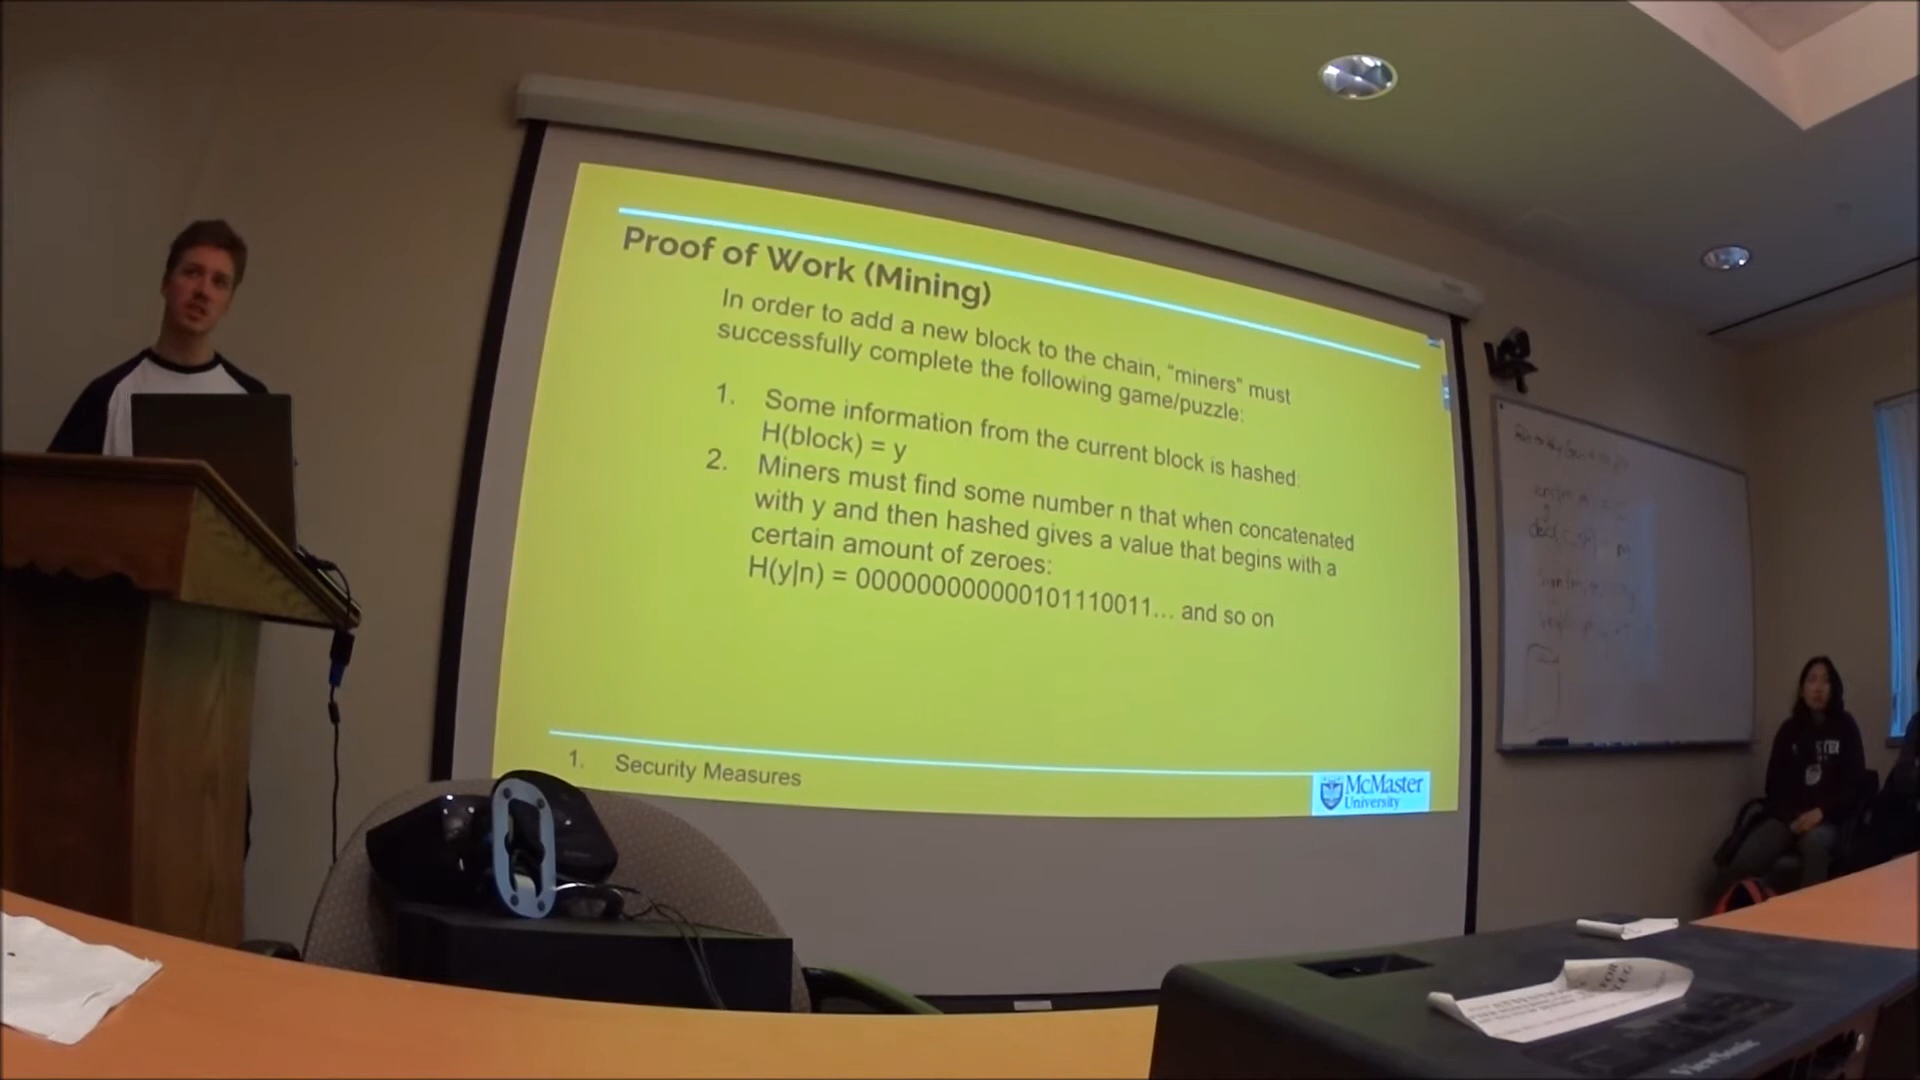 Proof of Work (Mining)
In order to add a new block to the chain, “miners” must
successfully complete the following game/puzzle:
1. Some information from the current block is hashed:
H(block) = y
2. Miners must find some number n that when concatenated
with y and then hashed gives a value that begins with a
certain amount of zeroes:
H(y|n) = 000000000000101110011... and so on
1. Security Measures
McMaster
University
ViewSonic